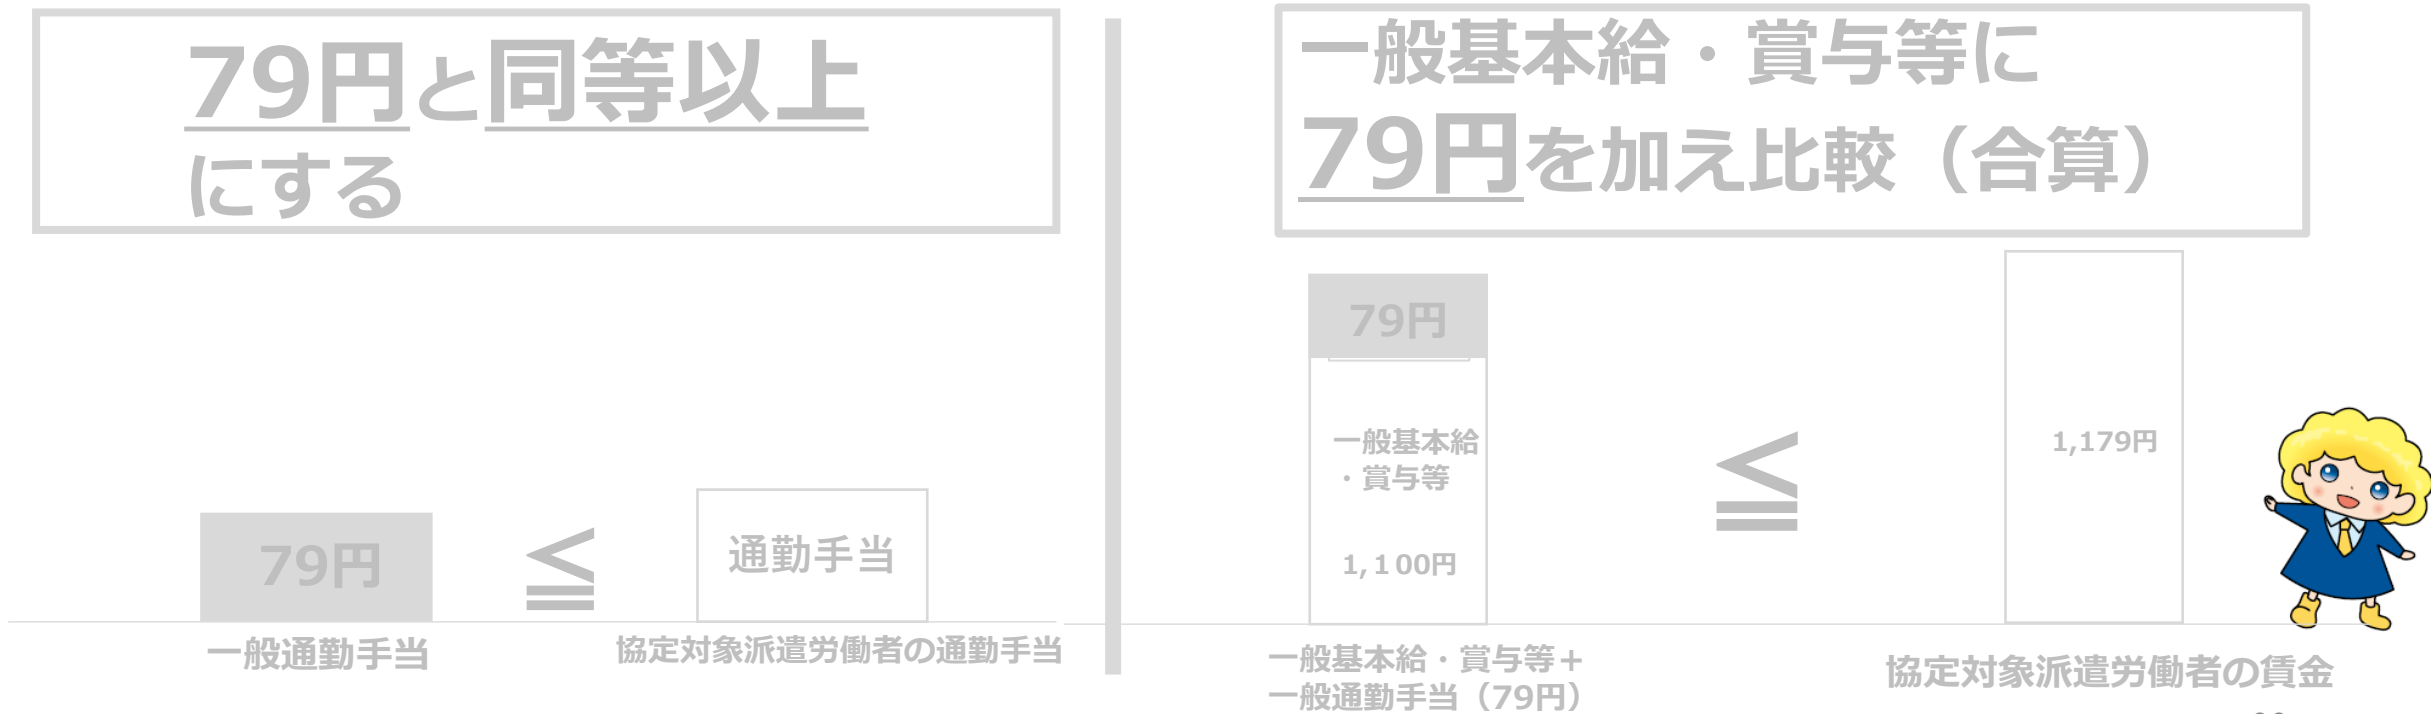 79円と同等以上
にする
79円
≦
通勤手当
一般通勤手当
協定対象派遣労働者の通勤手当
一般基本給・賞与等に
79円を加え比較（合算）
79円
一般基本給
・賞与等
1,１00円
≦
1,179円
一般基本給・賞与等＋
一般通勤手当（79円）
協定対象派遣労働者の賃金